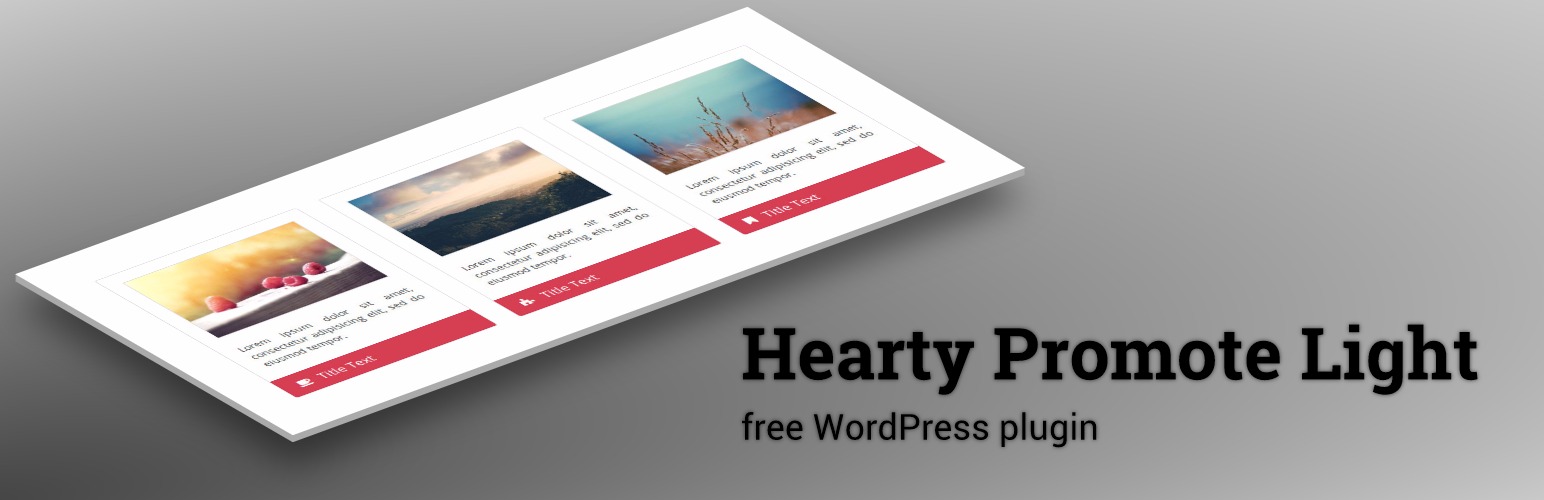 Lorem ipsum dolor sit amet,
consectetur adipisicing elit, sed do
eiusmod tempor.
Title Text
Lorem ipsum dolor sit amet,
consectetur adipisicing elit, sed do
eiusmod tempor.
Title Text
Lorem ipsum dolor sit amet,
consectetur adipisicing elit, sed do
eiusmod tempor.
Title Text
Hearty Promote Light
free WordPress plugin